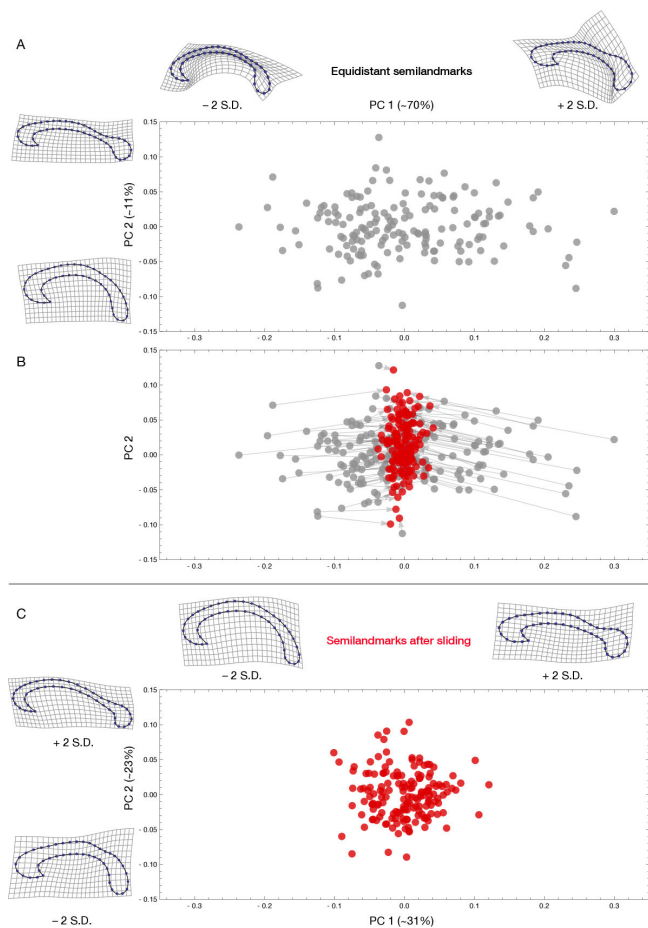 A
Equidistant semilandmarks
– 2 S.D.
PC 1 (~70%)
+ 2 S.D.
PC 2 (~11%)
0.15
0.10
0.05
0.00
- 0.05
- 0.10
- 0.15
- 0.3
- 0.2
- 0.1
0.0
0.1
0.2
0.3
B
PC 2
0.15
0.10
0.05
0.00
- 0.05
- 0.10
- 0.15
- 0.3
- 0.2
- 0.1
0.0
0.1
0.2
0.3
C
Semilandmarks after sliding
– 2 S.D.
+ 2 S.D.
+ 2 S.D.
– 2 S.D.
PC 2 (~23%)
0.15
0.10
0.05
0.00
- 0.05
- 0.10
- 0.15
- 0.3
- 0.2
- 0.1
0.0
0.1
0.2
0.3
PC 1 (~31%)